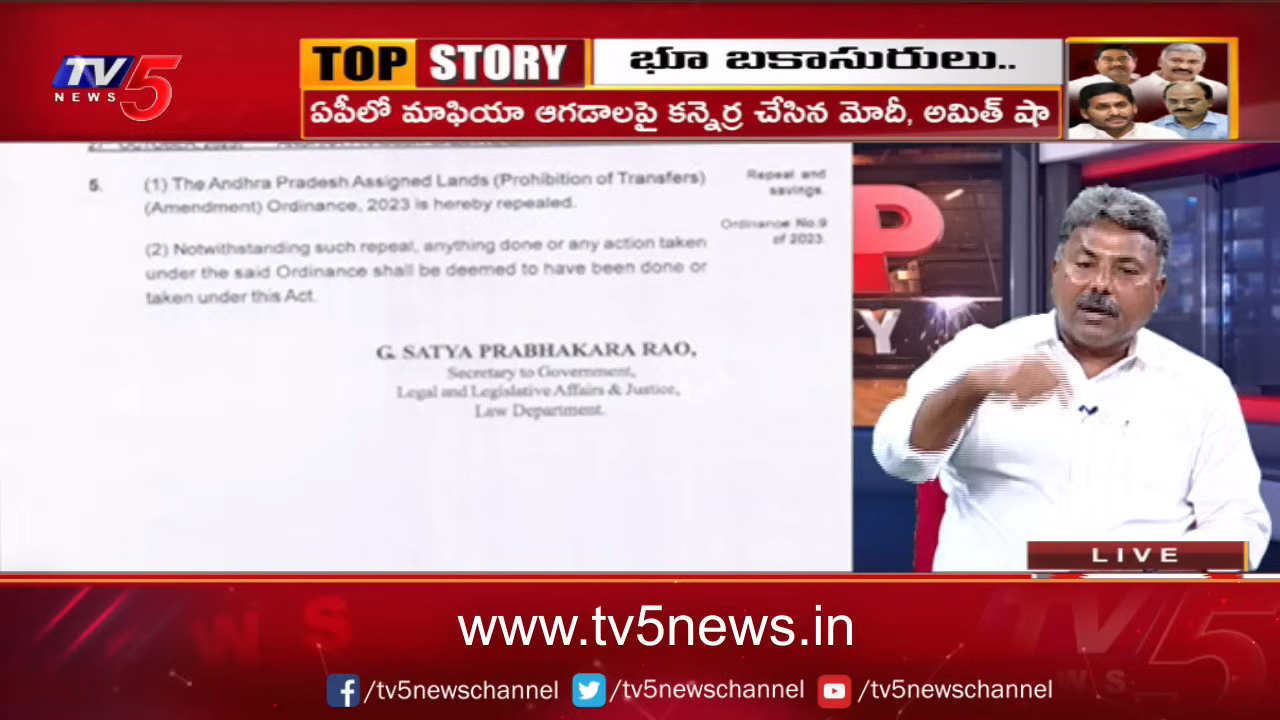 TV5
NEWS
TOP STORY
భూ బకాసురులు..
ఏపీలో మాఫియా ఆగడాలపై కన్నెర్ర చేసిన మోదీ, అమిత్ షా
5. (1) The Andhra Pradesh Assigned Lands (Prohibition of Transfers)
(Amendment) Ordinance, 2023 is hereby repealed.
Repeal and
savings.
Ordinance No.9
of 2023.
(2) Notwithstanding such repeal, anything done or any action taken
under the said Ordinance shall be deemed to have been done or
taken under this Act.
G. SATYA PRABHAKARA RAO,
Secretary to Government,
Legal and Legislative Affairs & Justice,
Law Department.
P
Y
LIVE
www.tv5news.in
/tv5newschannel
/tv5newschannel
/tv5newschannel